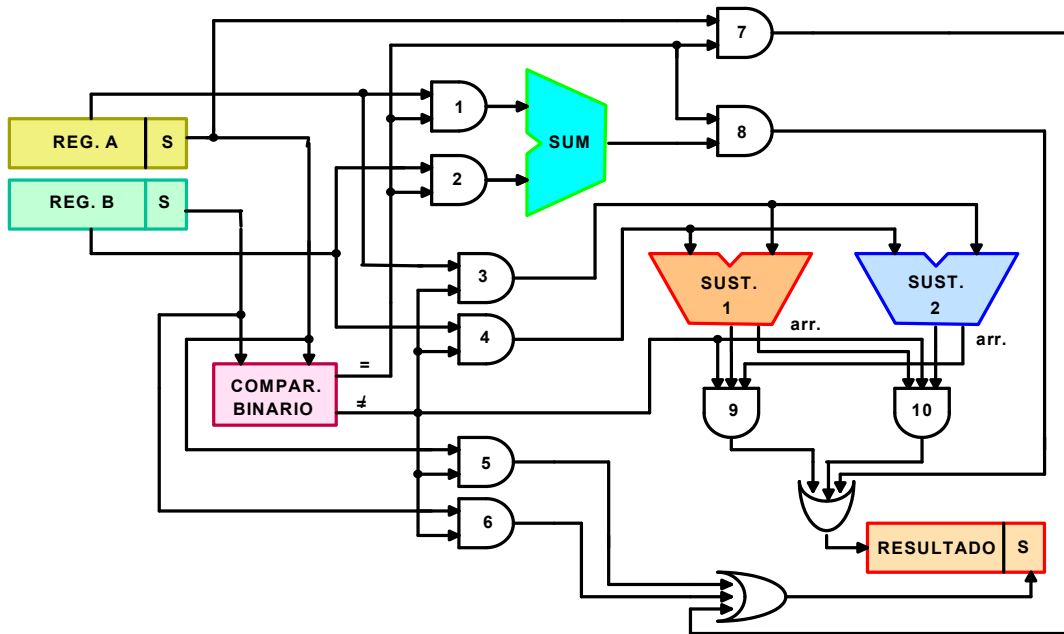 7
1
REG. A S
SUM
8
2
REG. B S
3
SUST.
1
SUST.
2
4
arr.
arr.
=
COMPAR.
BINARIO
≠
9
10
5
6
RESULTADO S